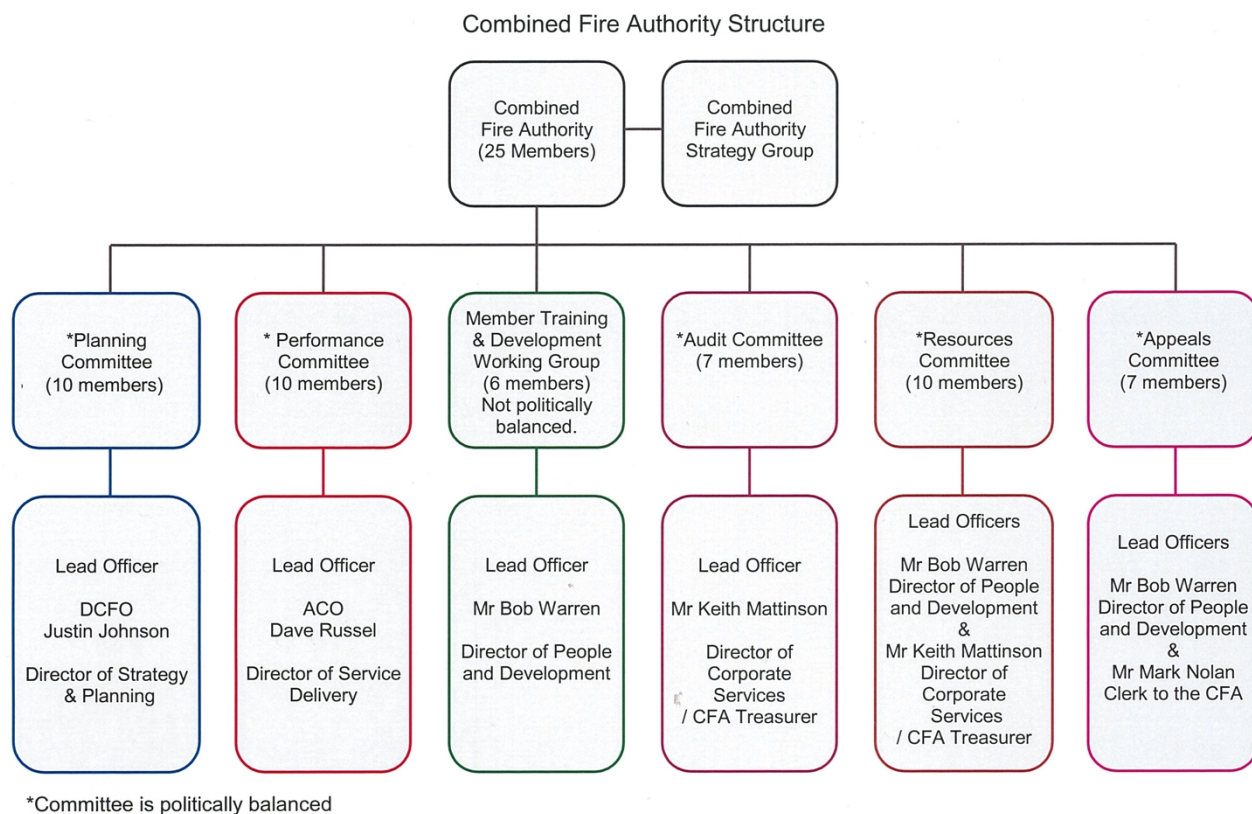 Combined Fire Authority Structure
Combined
Fire Authority
(25 Members)
Combined
Fire Authority
Strategy Group
*Planning
Committee
(10 members)
* Performance
Committee
(10 members)
Member Training
& Development
Working Group
(6 members)
Not politically
balanced.
*Audit Committee
(7 members)
*Resources
Committee
(10 members)
*Appeals
Committee
(7 members)
Lead Officer
DCFO
Justin Johnson
Director of Strategy
& Planning
Lead Officer
ACO
Dave Russel
Director of Service
Delivery
Lead Officer
Mr Bob Warren
Director of People
and Development
Lead Officer
Mr Keith Mattinson
Director of
Corporate
Services
/ CFA Treasurer
Lead Officers
Mr Bob Warren
Director of People
and Development
&
Mr Keith Mattinson
Director of
Corporate
Services
/ CFA Treasurer
Lead Officers
Mr Bob Warren
Director of People
and Development
&
Mr Mark Nolan
Clerk to the CFA
*Committee is politically balanced